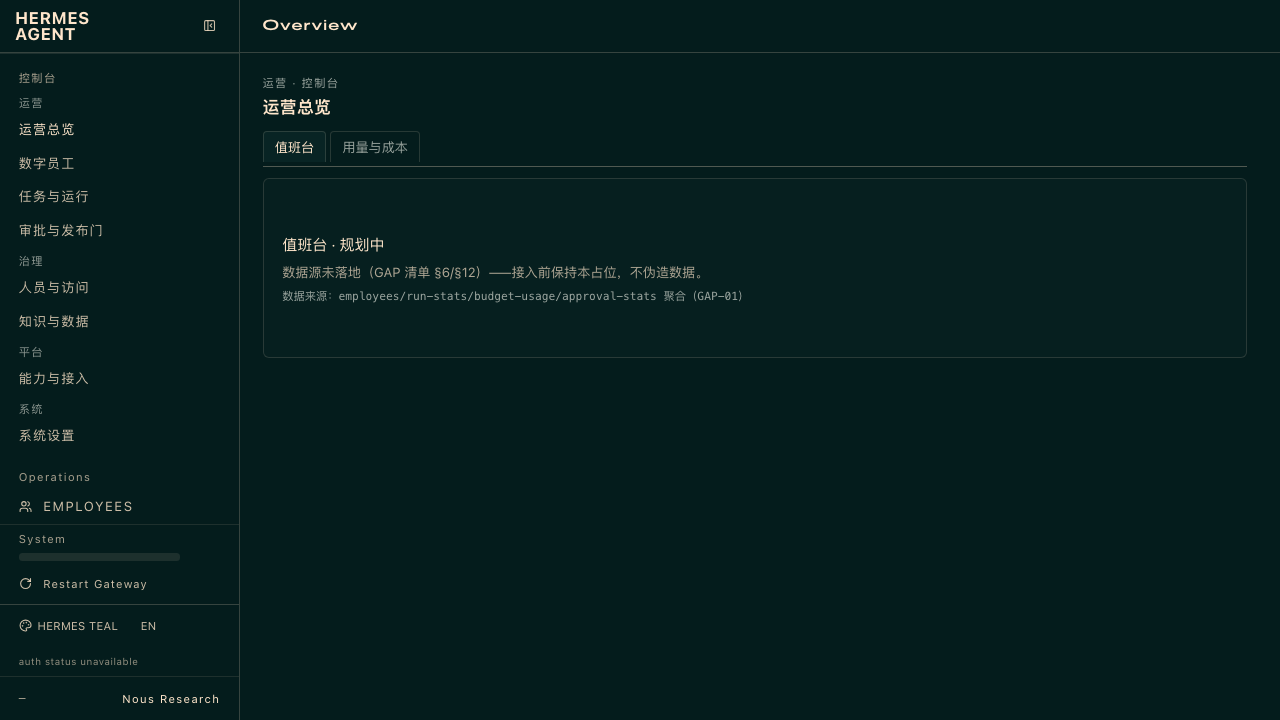 HERMES
AGENT
Overview
控制台
运营
运营总览
数字员工
任务与运行
审批与发布门
治理
人员与访问
知识与数据
平台
能力与接入
系统
系统设置
Operations
EMPLOYEES
System
Restart Gateway
HERMES TEAL EN
auth status unavailable
— Nous Research
运营 · 控制台
运营总览
值班台 用量与成本
值班台 · 规划中
数据源未落地（GAP 清单 §6/§12）——接入前保持本占位，不伪造数据。
数据来源：employees/run-stats/budget-usage/approval-stats 聚合（GAP-01）